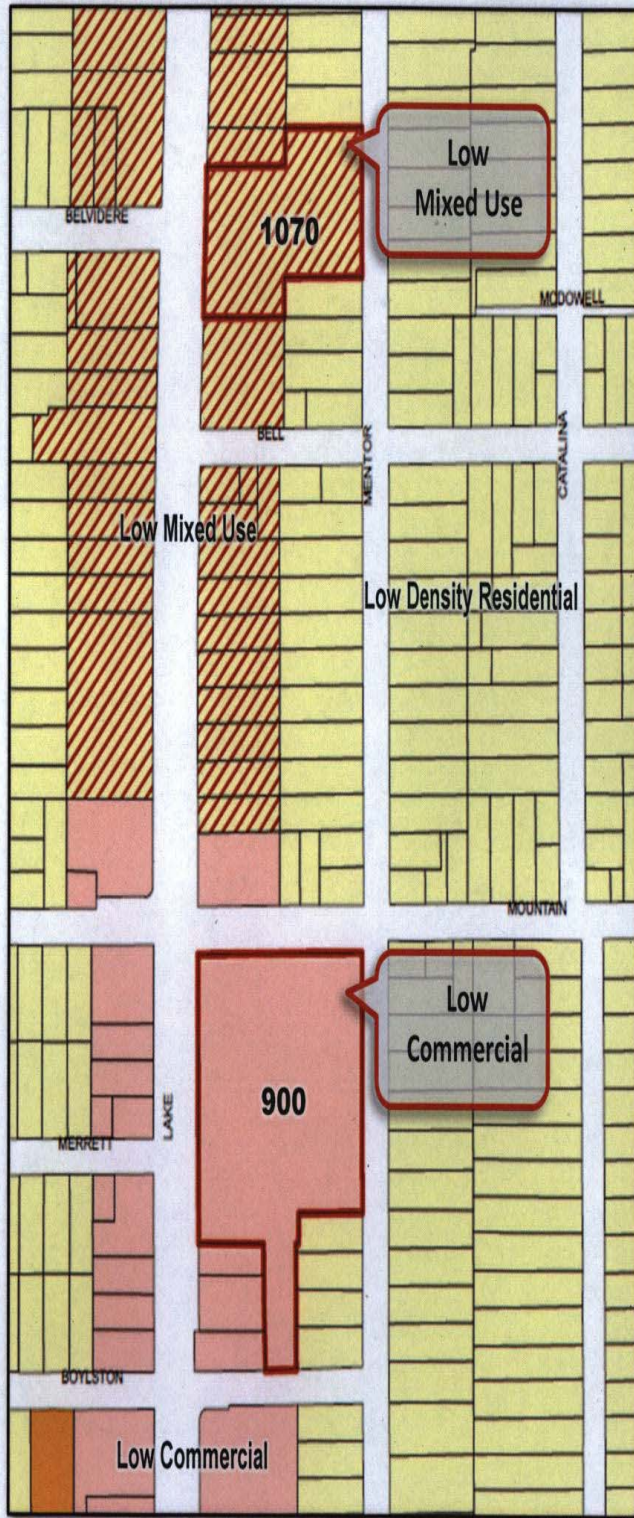 Low
Mixed Use
BELVIDERE
1070
MCDOWELL
BELL
MENTOR
CATALINA
Low Mixed Use
Low Density Residential
MOUNTAIN
Low
Commercial
900
LAKE
MERRETT
BOYLSTON
Low Commercial